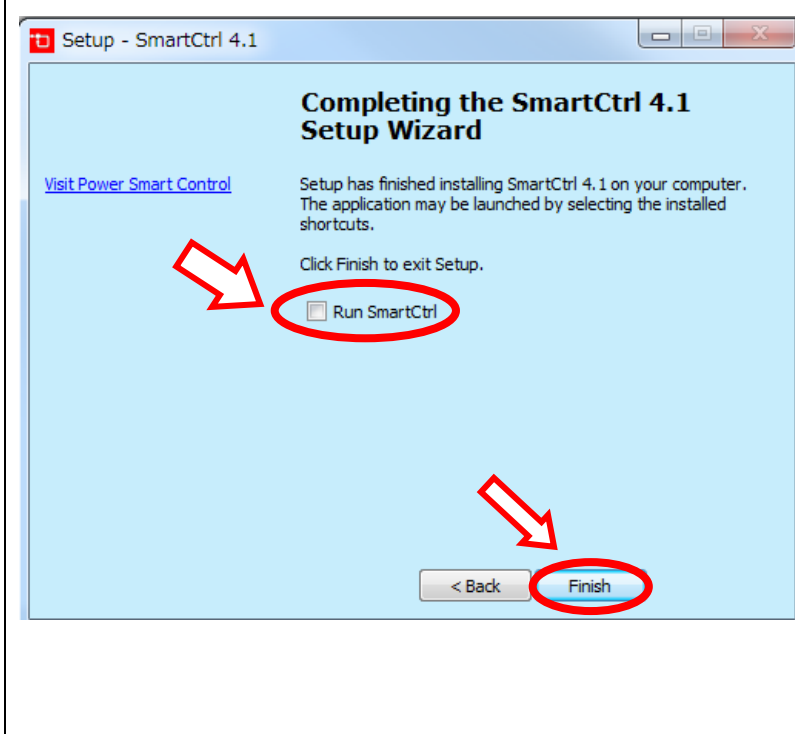 Setup - SmartCtrl 4.1
Completing the SmartCtrl 4.1
Setup Wizard
Visit Power Smart Control
Setup has finished installing SmartCtrl 4.1 on your computer.
The application may be launched by selecting the installed
shortcuts.
Click Finish to exit Setup.
Run SmartCtrl
< Back
Finish